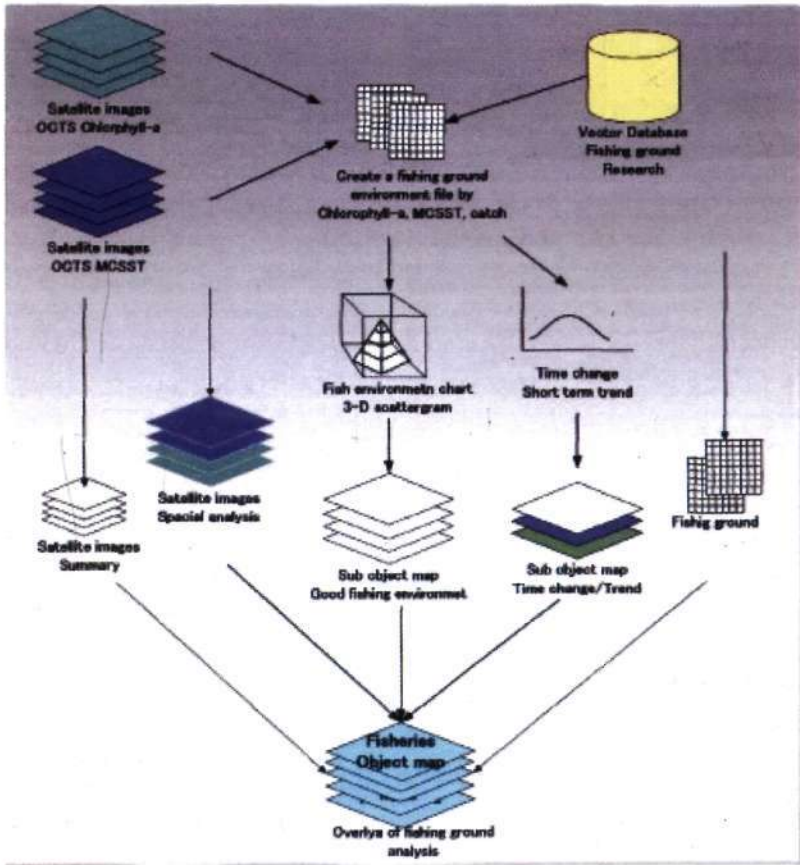 Satellite images
OCTS Chlorphyll-a
Vector Database
Fishing ground
Research
Create a fishing ground
environment file by
Chlorophyll-a, MCSST, catch
Satellite images
OCTS MCSST
Fish environmetn chart
3-D scattergram
Time change
Short term trend
Satellite images
Spacial analysis
Fishig ground
Satellite images
Summary
Sub object map
Good fishing environmet
Sub object map
Time change/Trend
Fisheries
Object map
Overlya of fishing ground
analysis